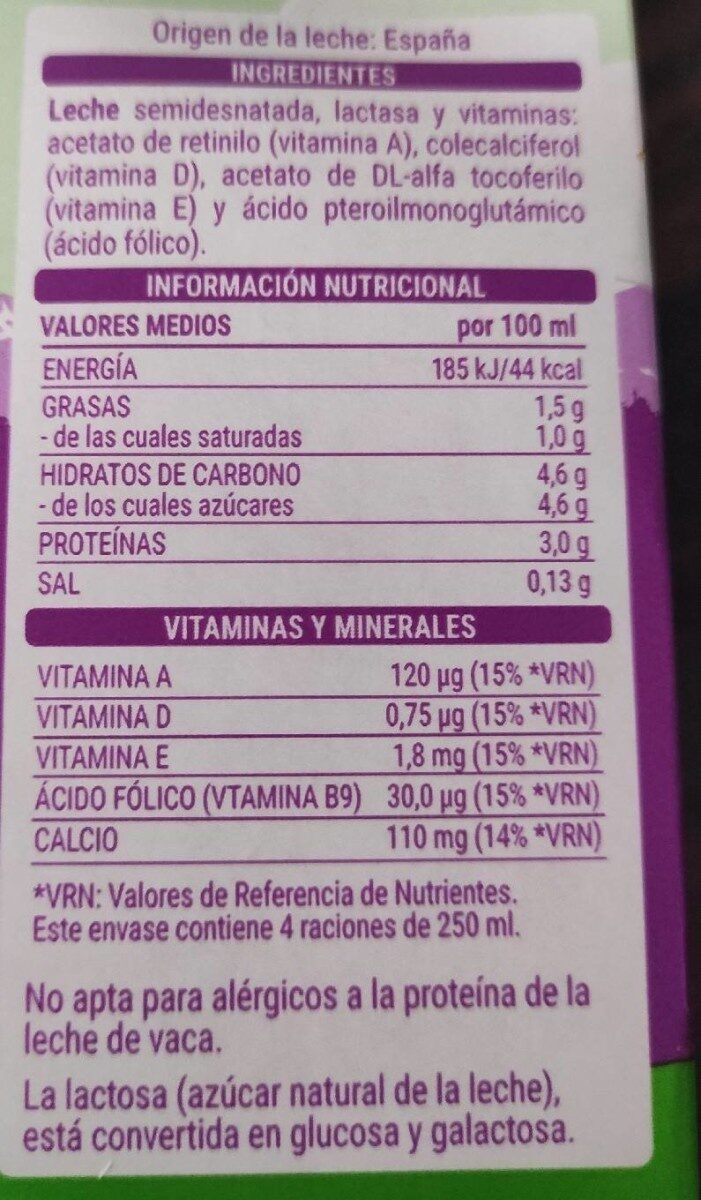 Origen de la leche: España
INGREDIENTES
Leche semidesnatada, lactasa y vitaminas:
acetato de retinilo (vitamina A), colecalciferol
(vitamina D), acetato de DL-alfa tocoferilo
(vitamina E) y ácido pteroilmonoglutámico
(ácido fólico).
INFORMACIÓN NUTRICIONAL
VALORES MEDIOS por 100 ml
ENERGÍA 185 kJ/44 kcal
GRASAS 1,5 g
- de las cuales saturadas 1,0 g
HIDRATOS DE CARBONO 4,6 g
- de los cuales azúcares 4,6 g
PROTEÍNAS 3,0 g
SAL 0,13 g
VITAMINAS Y MINERALES
VITAMINA A 120 µg (15% *VRN)
VITAMINA D 0,75 µg (15% *VRN)
VITAMINA E 1,8 mg (15% *VRN)
ÁCIDO FÓLICO (VTAMINA B9) 30,0 µg (15% *VRN)
CALCIO 110 mg (14% *VRN)
*VRN: Valores de Referencia de Nutrientes.
Este envase contiene 4 raciones de 250 ml.
No apta para alérgicos a la proteína de la
leche de vaca.
La lactosa (azúcar natural de la leche),
está convertida en glucosa y galactosa.